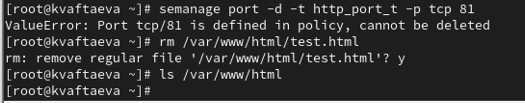 [root@kvaftaeva ~]# semanage port -d -t http_port_t -p tcp 81
ValueError: Port tcp/81 is defined in policy, cannot be deleted
[root@kvaftaeva ~]# rm /var/www/html/test.html
rm: remove regular file '/var/www/html/test.html'? y
[root@kvaftaeva ~]# ls /var/www/html
[root@kvaftaeva ~]#